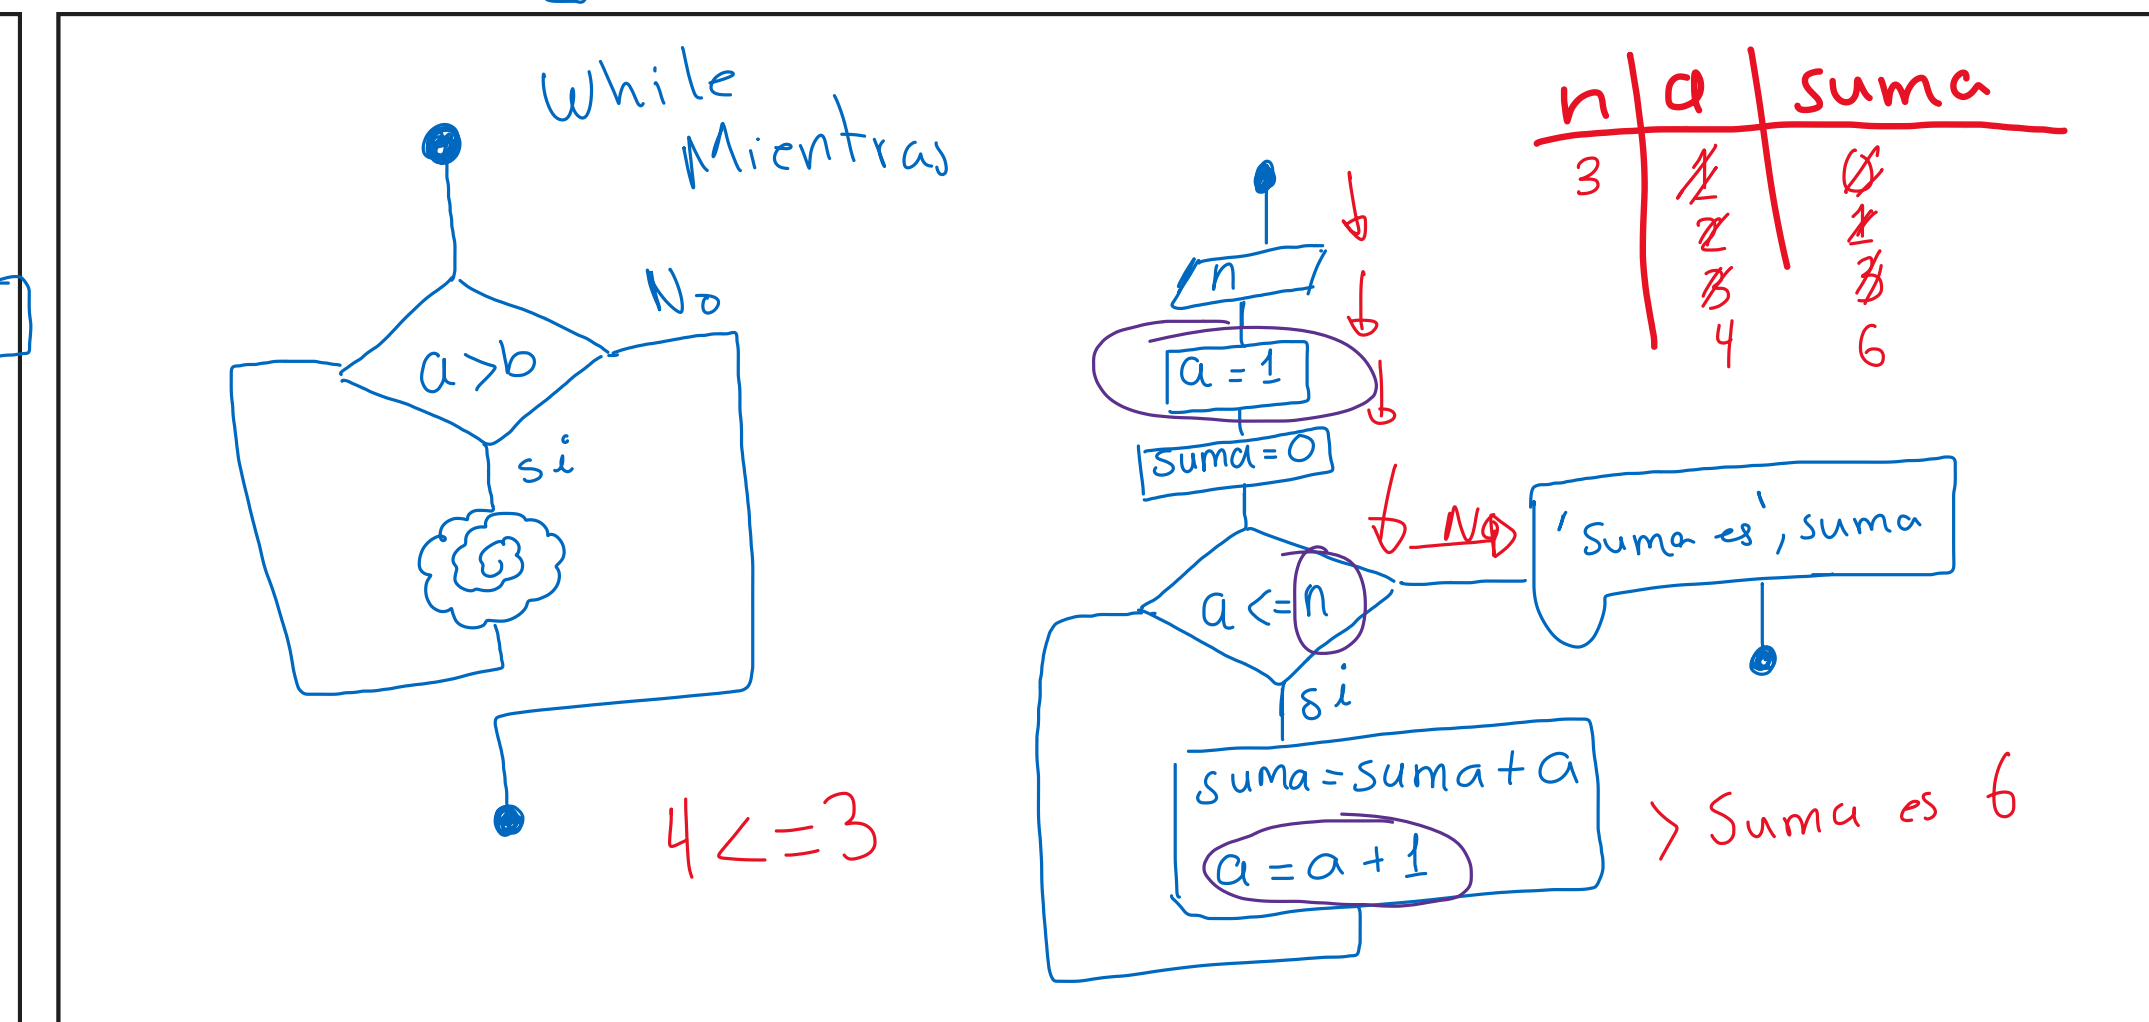 While
Mientras
No
a>b
si
4<=3
n
a=1
suma=0
a<=n
No
'Suma es', suma
si
suma=suma+a
a=a+1
n a suma
3 1 0
2 1
3 3
4 6
> Suma es 6